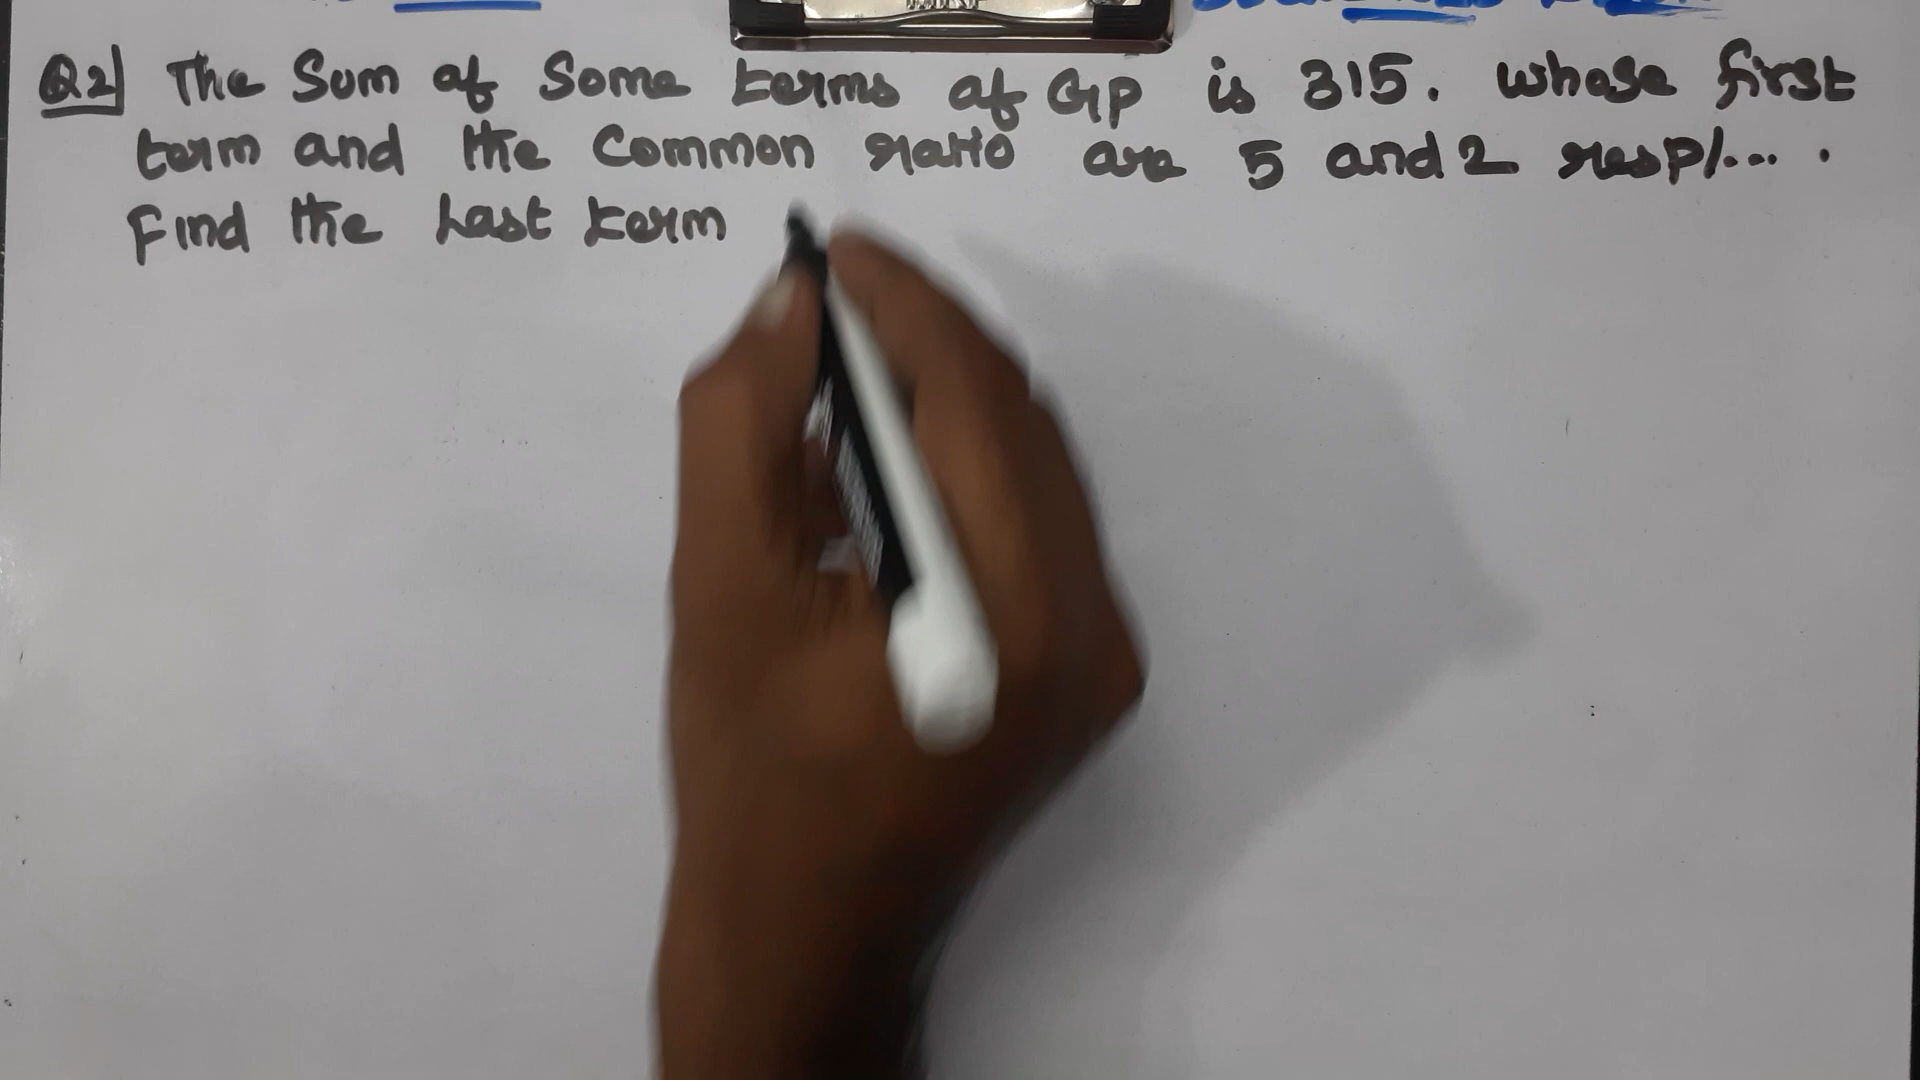 Q2| The Sum of Some terms of GP is 315. whose first
term and the Common ratio are 5 and 2 resp/... .
Find the Last term